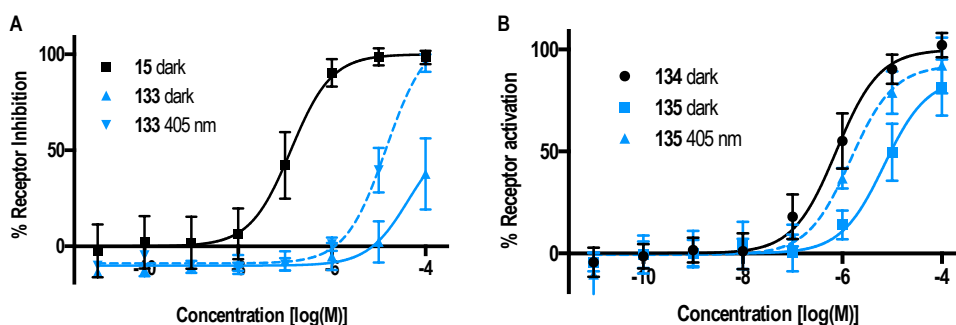 A
% Receptor Inhibition
100
50
0
15 dark
133 dark
133 405 nm
-10
-8
-6
-4
Concentration [log(M)]
B
% Receptor activation
100
50
0
134 dark
135 dark
135 405 nm
-10
-8
-6
-4
Concentration [log(M)]